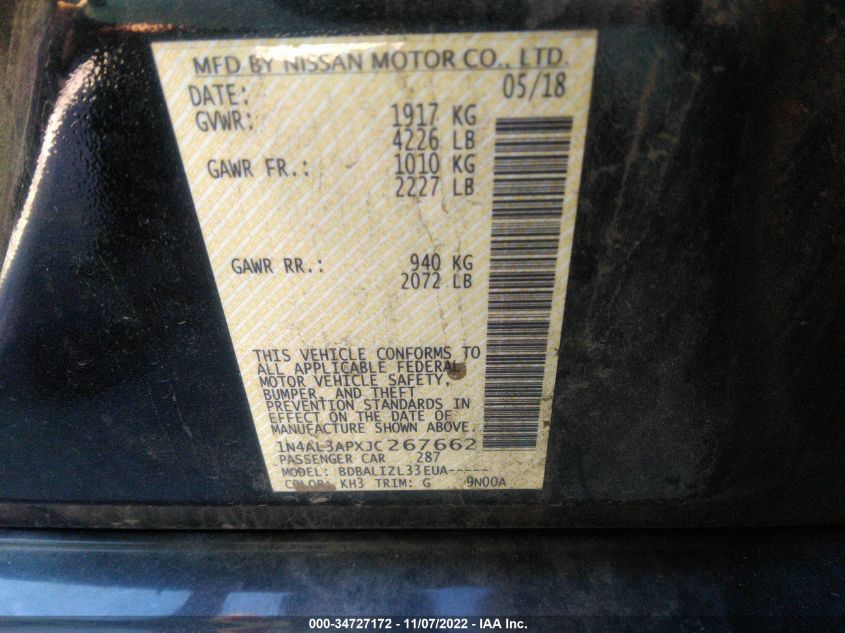 MFD BY NISSAN MOTOR CO., LTD.
DATE: 05/18
GVWR: 1917 KG
4226 LB
GAWR FR.: 1010 KG
2227 LB
GAWR RR.: 940 KG
2072 LB
THIS VEHICLE CONFORMS TO
ALL APPLICABLE FEDERAL
MOTOR VEHICLE SAFETY,
BUMPER, AND THEFT
PREVENTION STANDARDS IN
EFFECT ON THE DATE OF
MANUFACTURE SHOWN ABOVE.
1N4AL3APXJC267662
PASSENGER CAR 287
MODEL: BDBALIZL33EUA-----
COLOR: KH3 TRIM: G 9N00A
000-34727172 - 11/07/2022 - IAA Inc.